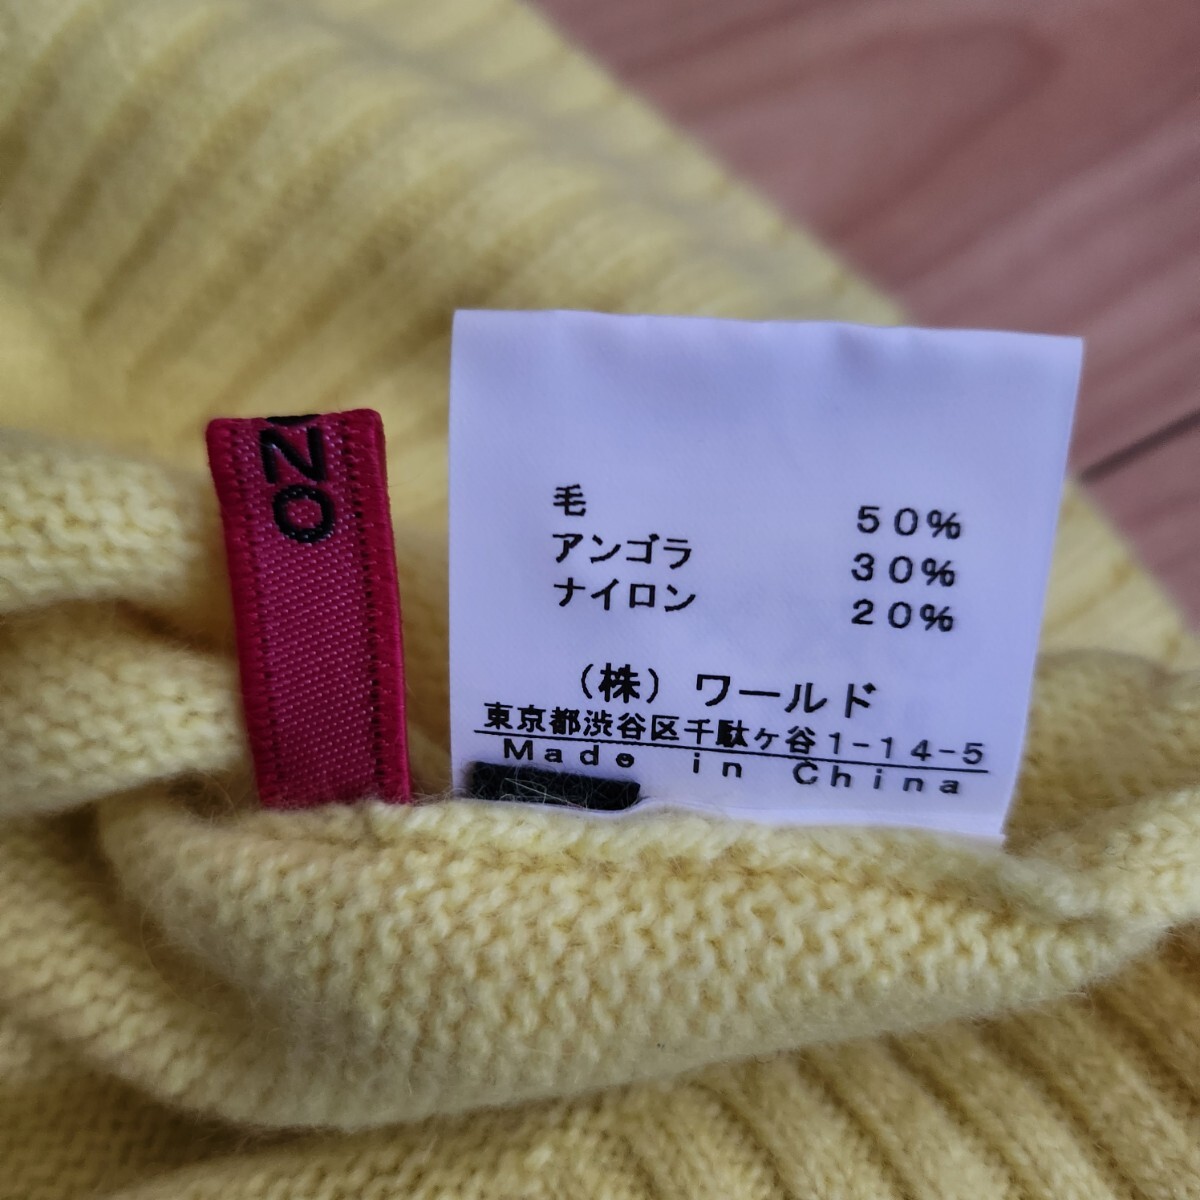 NO
毛 50%
アンゴラ 30%
ナイロン 20%
(株)ワールド
東京都渋谷区千駄ヶ谷1-14-5
Made in China